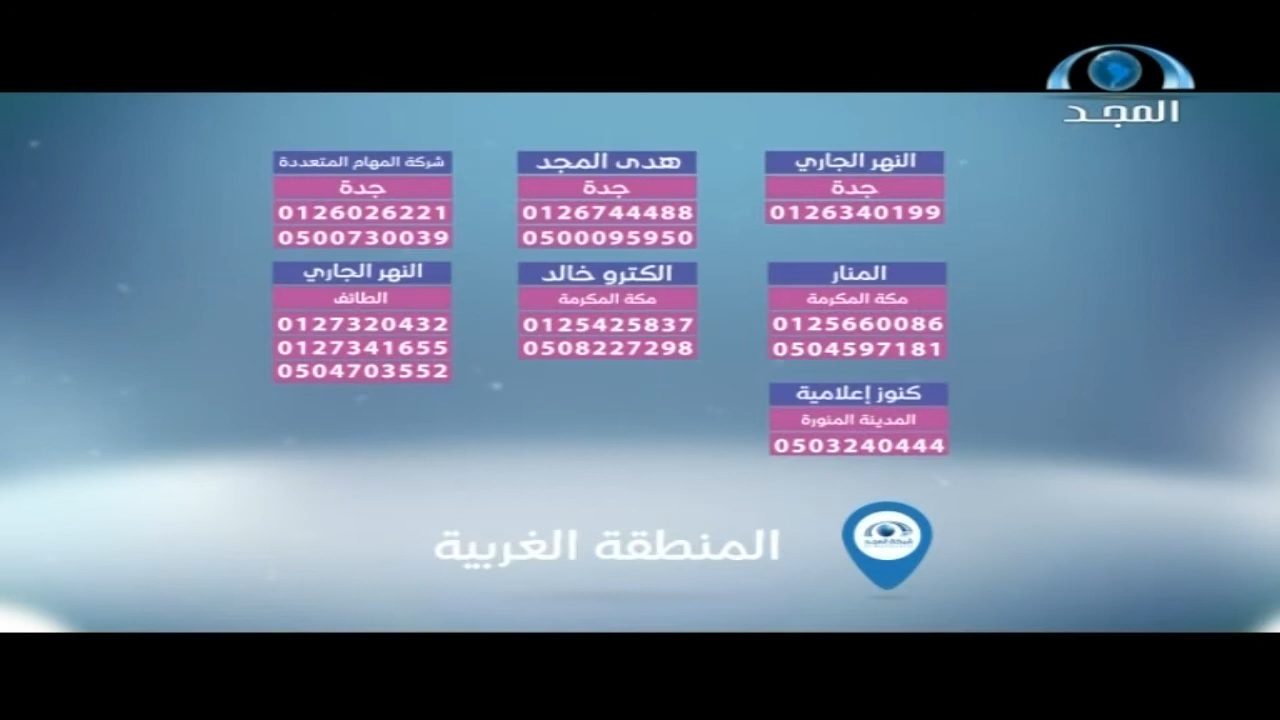 المجد
النهر الجاري
جدة
0126340199
هدى المجد
جدة
0126744488
0500095950
شركة المهام المتعددة
جدة
0126026221
0500730039
المنار
مكة المكرمة
0125660086
0504597181
الكترو خالد
مكة المكرمة
0125425837
0508227298
النهر الجاري
الطائف
0127320432
0127341655
0504703552
كنوز إعلامية
المدينة المنورة
0503240444
شبكة المجد
المنطقة الغربية